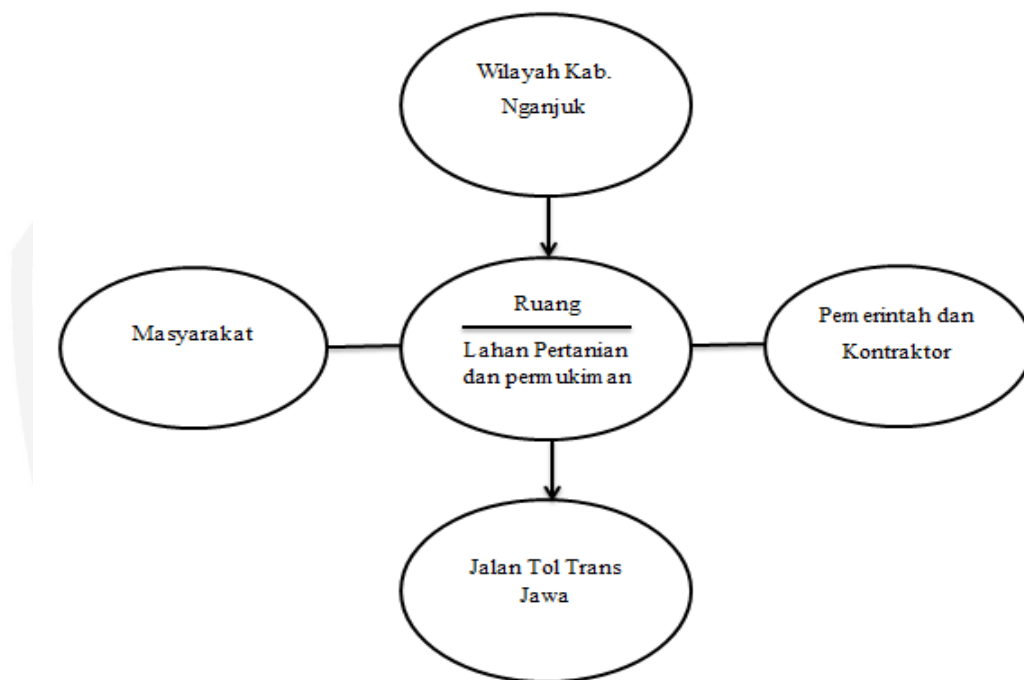 Wilayah Kab.
Nganjuk
Masyarakat
Ruang
Lahan Pertanian
dan permukiman
Pemerintah dan
Kontraktor
Jalan Tol Trans
Jawa